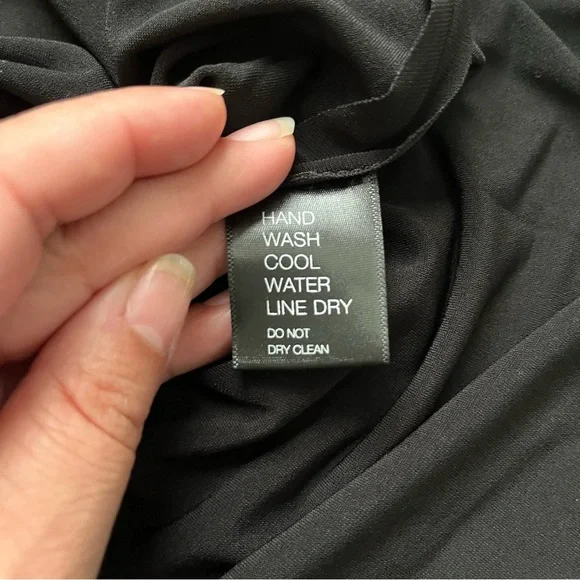 HAND
WASH
COOL
WATER
LINE DRY
DO NOT
DRY CLEAN